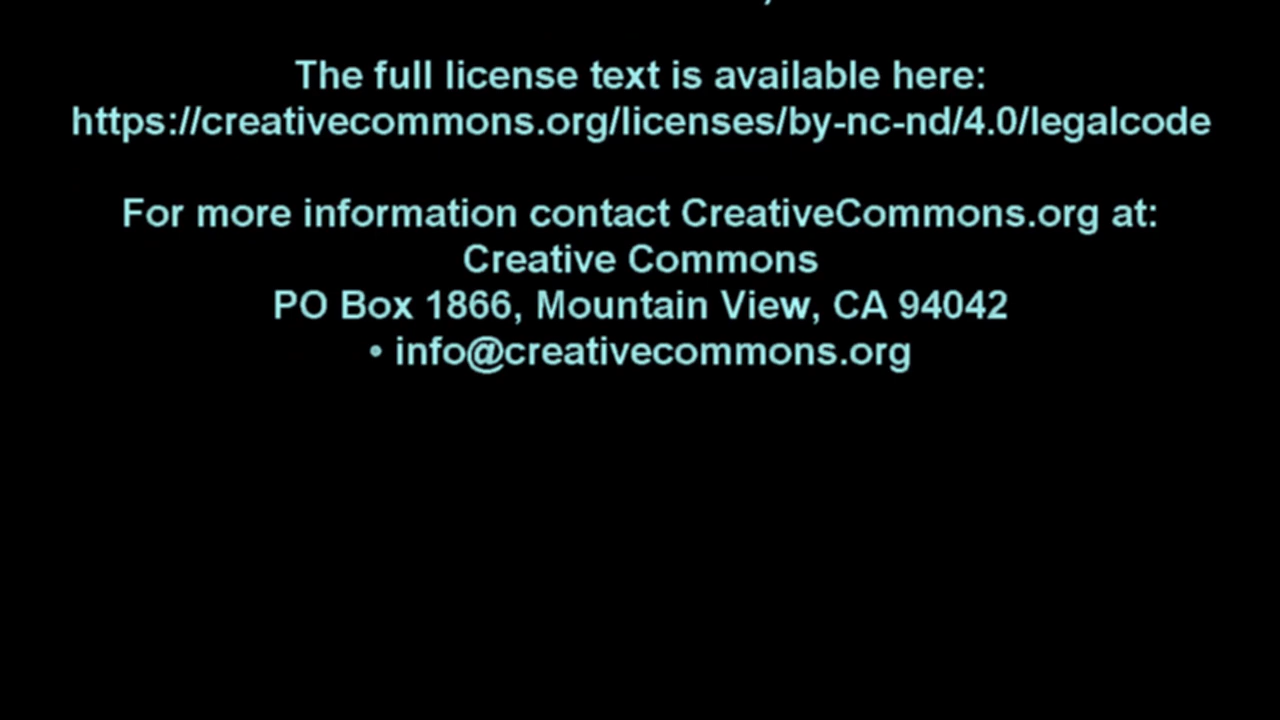 The full license text is available here:
https://creativecommons.org/licenses/by-nc-nd/4.0/legalcode
For more information contact CreativeCommons.org at:
Creative Commons
PO Box 1866, Mountain View, CA 94042
• info@creativecommons.org